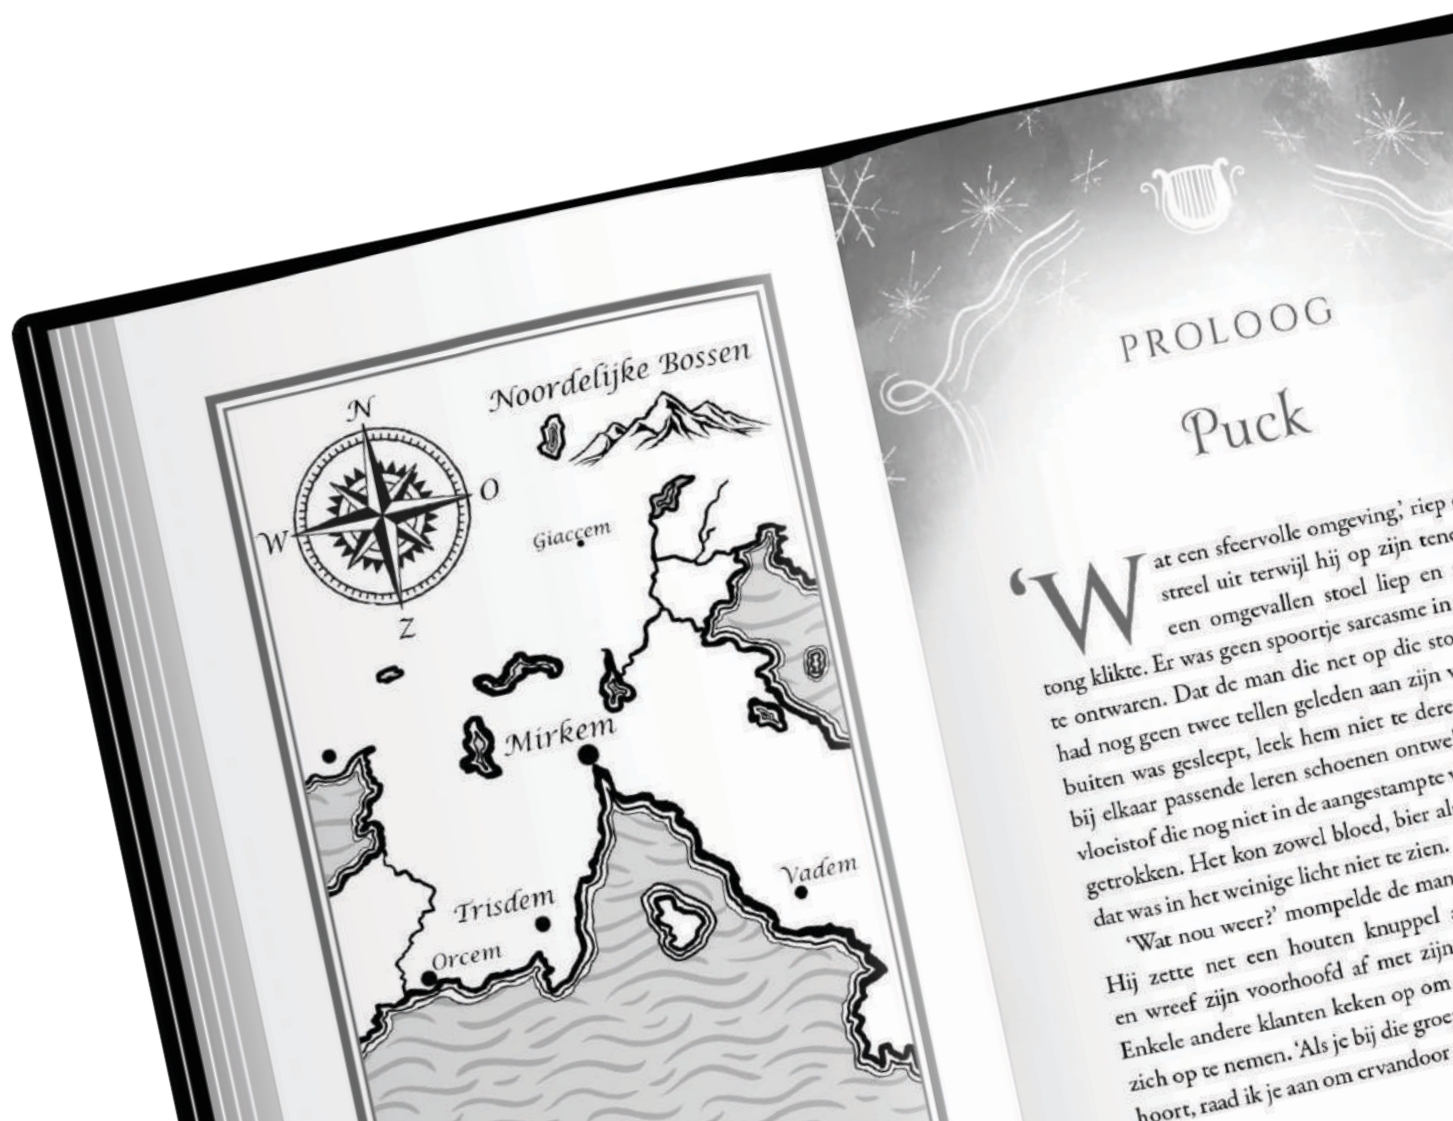 Noordelijke Bossen
N
O
W
Z
Giaccem
Mirkem
Vadem
Trisdem
Orcem
PROLOOG
Puck
‘Wat een sfeervolle omgeving,’ riep
streel uit terwijl hij op zijn
een omgevallen stoel liep en
tong klikte. Er was geen spoortje sarcasme in
te ontwaren. Dat de man die net op die
had nog geen twee tellen geleden aan zijn
buiten was gesleept, leek hem niet te
bij elkaar passende leren schoenen
vloeistof die nog niet in de aangestampte
getrokken. Het kon zowel bloed, bier
dat was in het weinige licht niet te zien.
‘Wat nou weer?’ mompelde de man
Hij zette net een houten knuppel
en wreef zijn voorhoofd af met zijn
Enkele andere klanten keken op om
zich op te nemen. ‘Als je bij die
hoort, raad ik je aan om ervandoor